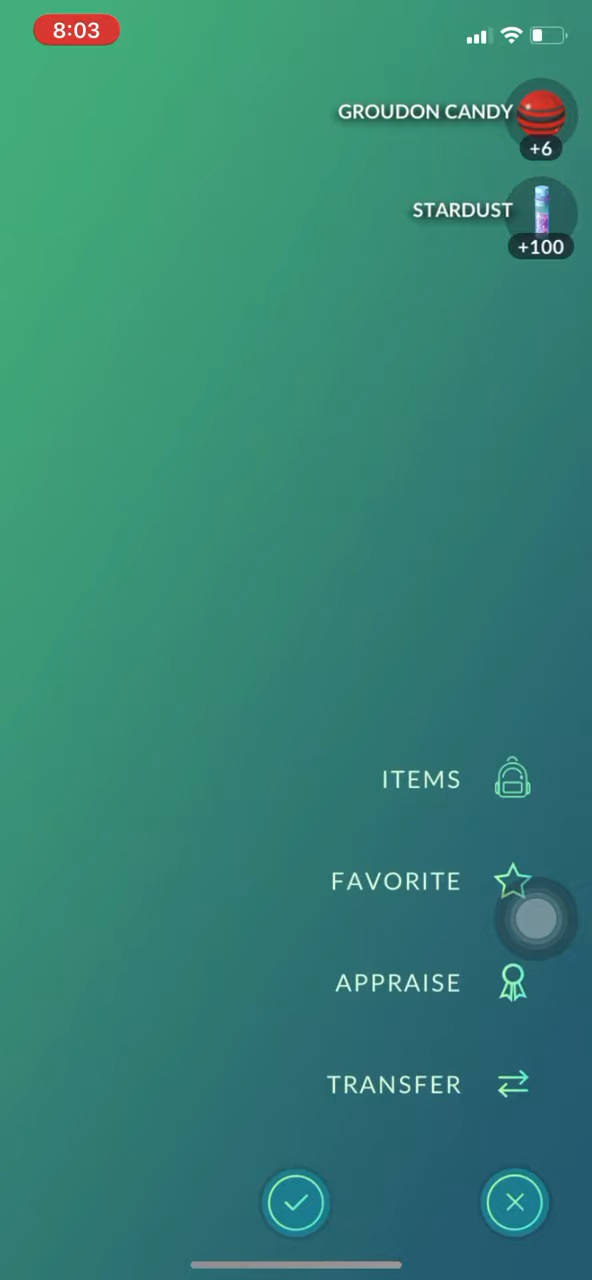 8:03
GROUDON CANDY
+6
STARDUST
+100
ITEMS
FAVORITE
APPRAISE
TRANSFER